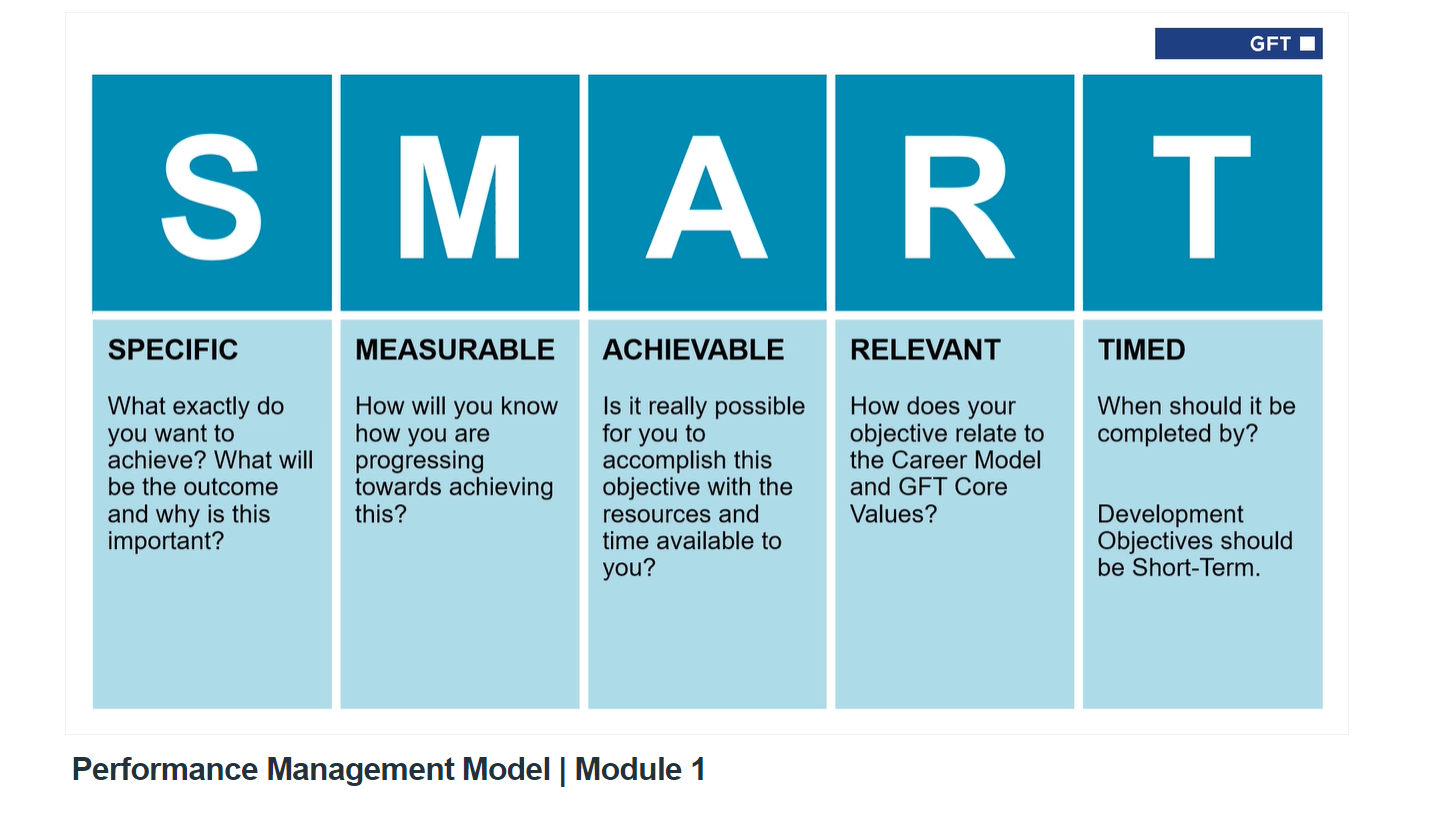 GFT
S
M
A
R
T
SPECIFIC
What exactly do
you want to
achieve? What will
be the outcome
and why is this
important?
MEASURABLE
How will you know
how you are
progressing
towards achieving
this?
ACHIEVABLE
Is it really possible
for you to
accomplish this
objective with the
resources and
time available to
you?
RELEVANT
How does your
objective relate to
the Career Model
and GFT Core
Values?
TIMED
When should it be
completed by?
Development
Objectives should
be Short-Term.
Performance Management Model | Module 1